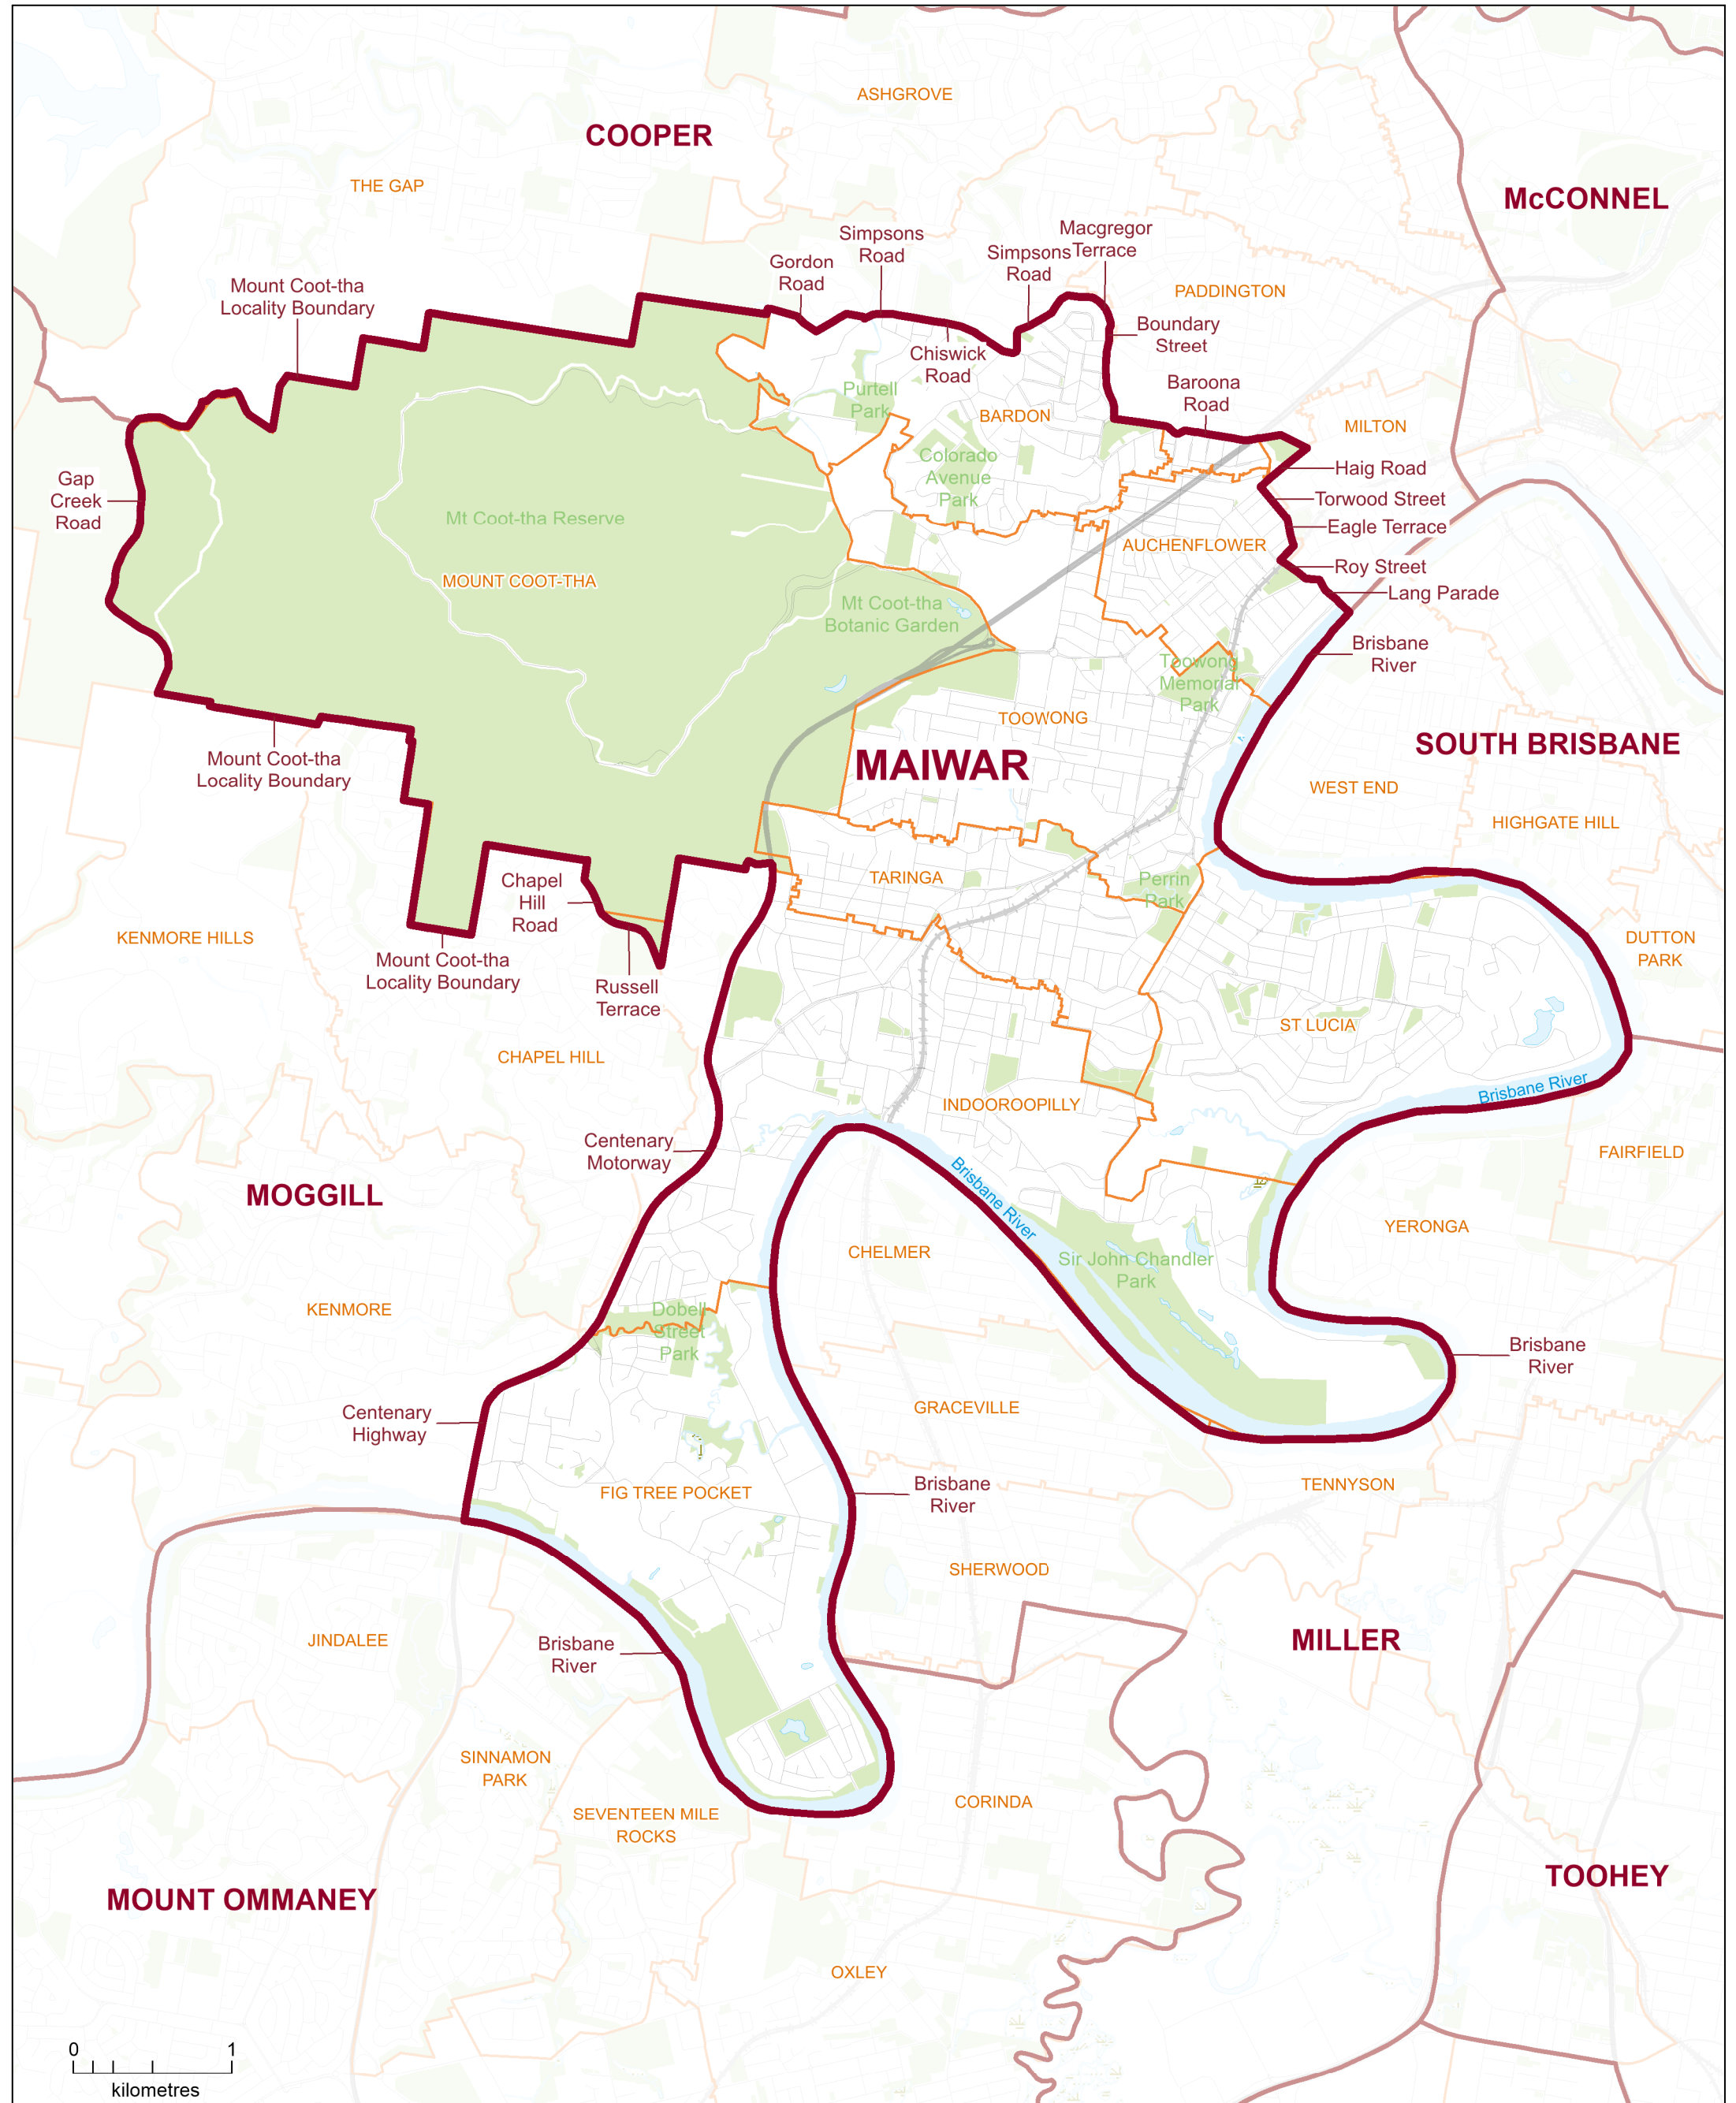 ASHGROVE
COOPER
THE GAP
McCONNEL
Simpsons
Road
Macgregor
Terrace
Simpsons
Road
Gordon
Road
Mount Coot-tha
Locality Boundary
PADDINGTON
Boundary
Street
Chiswick
Road
Baroona
Road
Purtell
Park
BARDON
MILTON
Colorado
Avenue
Park
Haig Road
Gap
Creek
Road
Torwood Street
Mt Coot-tha Reserve
Eagle Terrace
AUCHENFLOWER
Roy Street
MOUNT COOT-THA
Lang Parade
Mt Coot-tha
Botanic Garden
Brisbane
River
Toowong
Memorial
Park
TOOWONG
SOUTH BRISBANE
Mount Coot-tha
Locality Boundary
MAIWAR
WEST END
HIGHGATE HILL
TARINGA
Perrin
Park
Chapel
Hill
Road
KENMORE HILLS
DUTTON
PARK
Mount Coot-tha
Locality Boundary
Russell
Terrace
ST LUCIA
CHAPEL HILL
Brisbane River
INDOOROOPILLY
Centenary
Motorway
FAIRFIELD
Brisbane River
MOGGILL
YERONGA
CHELMER
Sir John Chandler
Park
KENMORE
Dobell
Street
Park
Brisbane
River
GRACEVILLE
Centenary
Highway
TENNYSON
FIG TREE POCKET
Brisbane
River
SHERWOOD
JINDALEE
Brisbane
River
MILLER
SINNAMON
PARK
SEVENTEEN MILE
ROCKS
CORINDA
TOOHEY
MOUNT OMMANEY
OXLEY
0 1
kilometres